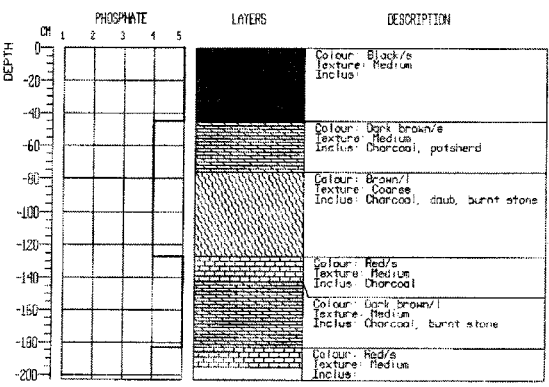 PHOSPHATE LAYERS DESCRIPTION
CM 1 2 3 4 5
DEPTH
0
-20
-40
-60
-80
-100
-120
-140
-160
-180
-200
Colour: Black/s
Texture: Medium
Inclus:
Colour: Dark brown/e
Texture: Medium
Inclus: Charcoal, potsherd
Colour: Brown/l
Texture: Coarse
Inclus: Charcoal, daub, burnt stone
Colour: Red/s
Texture: Medium
Inclus: Charcoal
Colour: Dark brown/l
Texture: Medium
Inclus: Charcoal, burnt stone
Colour: Red/s
Texture: Medium
Inclus: